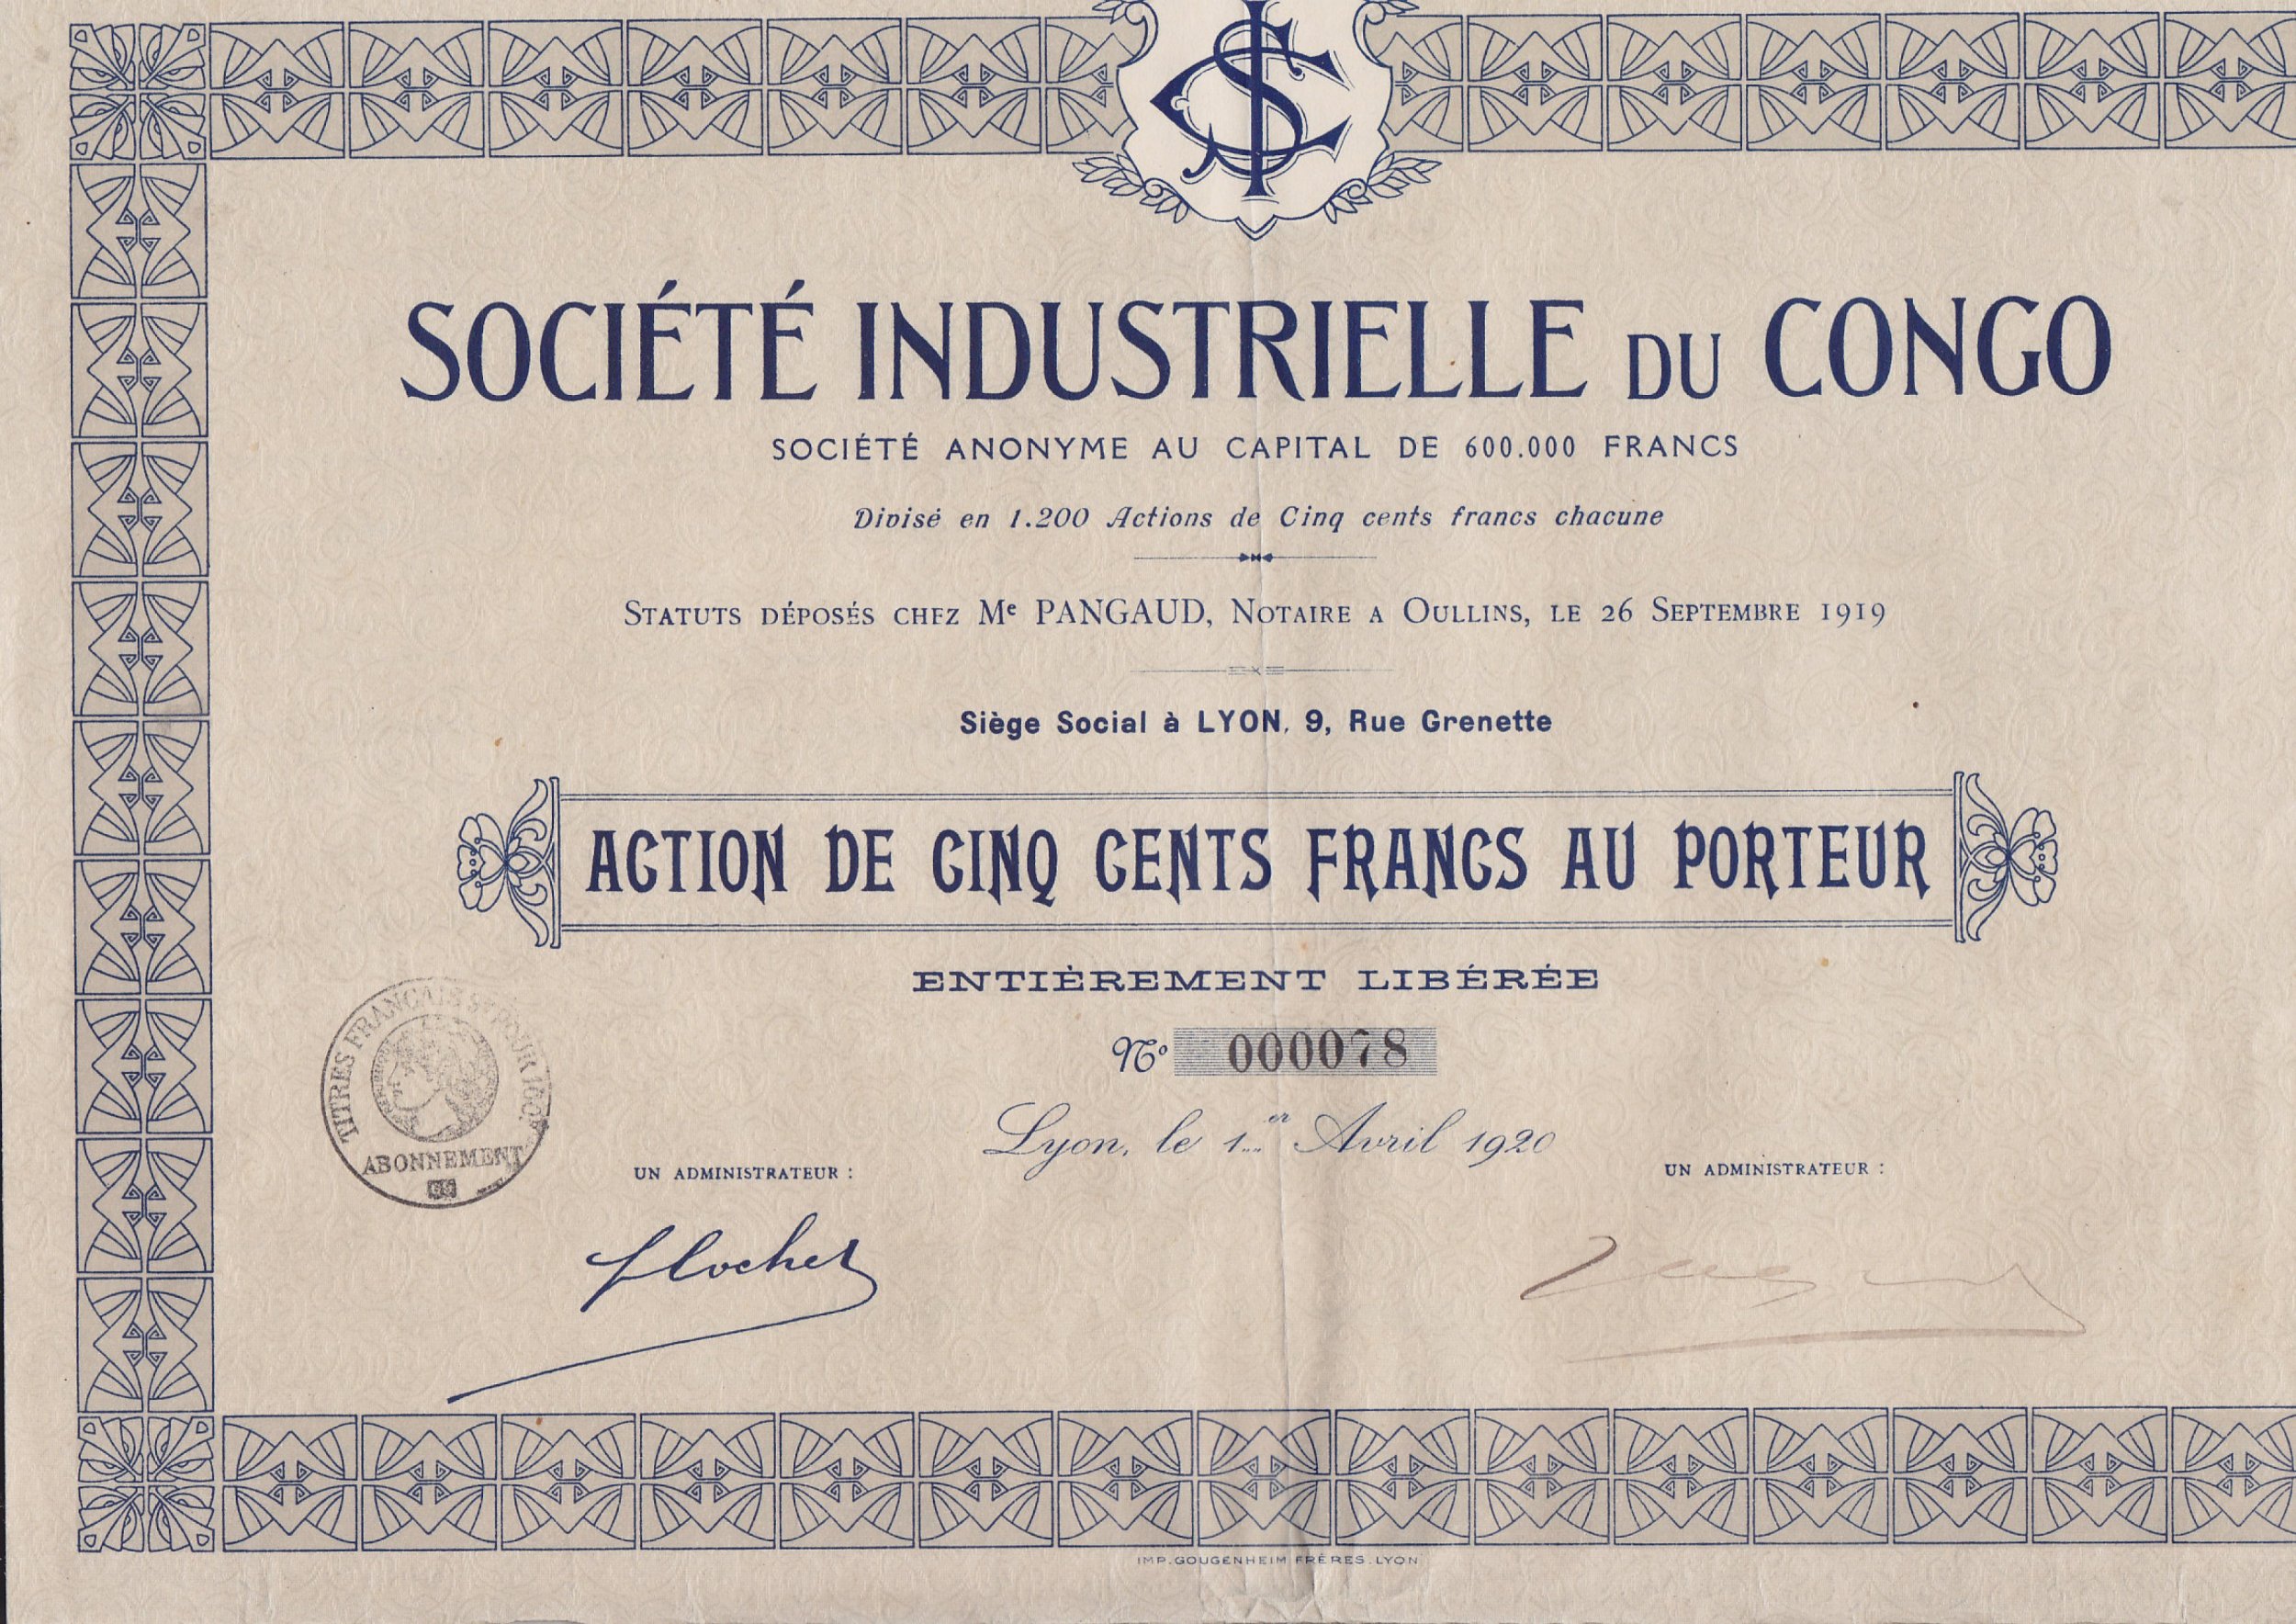 SCI
SOCIÉTÉ INDUSTRIELLE DU CONGO
SOCIÉTÉ ANONYME AU CAPITAL DE 600.000 FRANCS
Divisé en 1.200 Actions de Cinq cents francs chacune
STATUTS DÉPOSÉS CHEZ Me PANGAUD, NOTAIRE A OULLINS, LE 26 SEPTEMBRE 1919
Siège Social à LYON, 9, Rue Grenette
ACTION DE CINQ CENTS FRANCS AU PORTEUR
ENTIÈREMENT LIBÉRÉE
No 000078
Lyon, le 1er Avril 1920
TITRES FRANÇAIS
ABONNEMENT
UN ADMINISTRATEUR :
UN ADMINISTRATEUR :
IMP. GOUGENHEIM FRÈRES. LYON